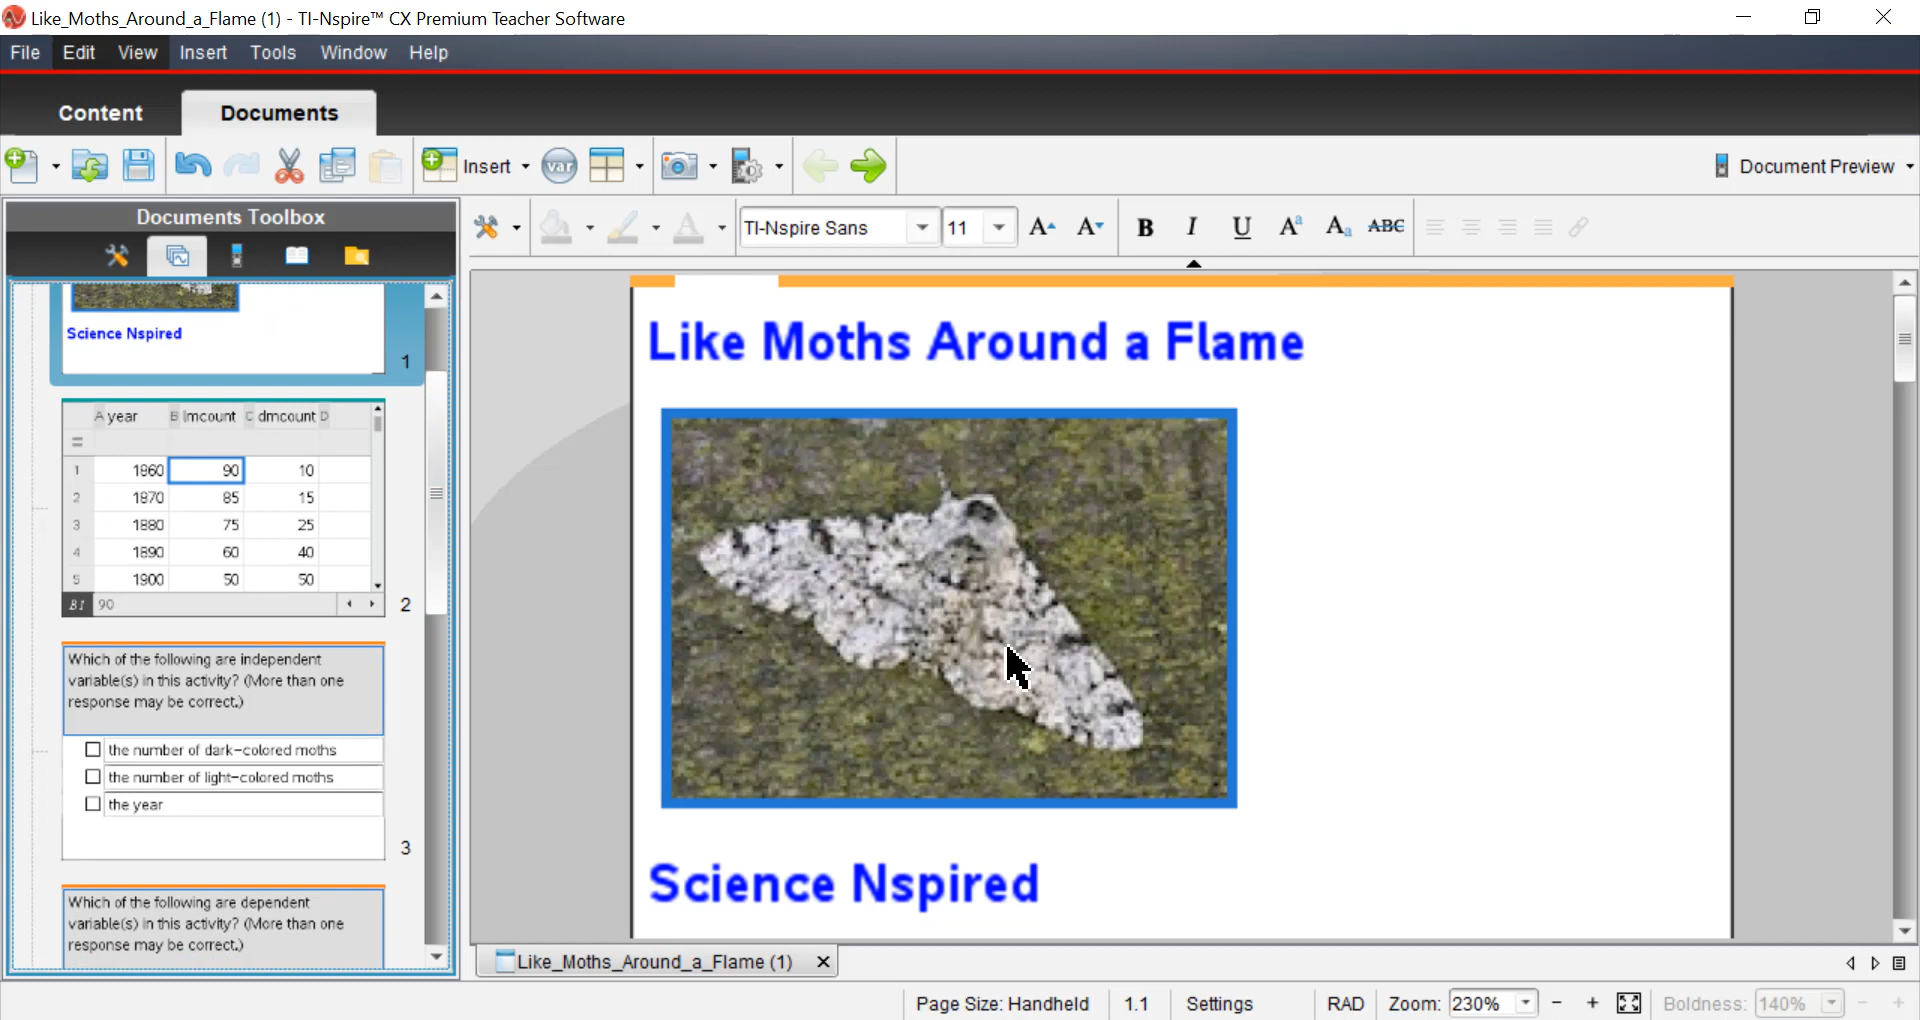 Like_Moths_Around_a_Flame (1) - TI-Nspire™ CX Premium Teacher Software
File Edit View Insert Tools Window Help
Content Documents
Insert var Document Preview
Documents Toolbox
TI-Nspire Sans 11 A A B I U Aa Aa ABC
Science Nspired
1
A year B lmcount C dmcount D
=
1 1860 90 10
2 1870 85 15
3 1880 75 25
4 1890 60 40
5 1900 50 50
B1 90
2
Which of the following are independent
variable(s) in this activity? (More than one
response may be correct.)
the number of dark-colored moths
the number of light-colored moths
the year
3
Which of the following are dependent
variable(s) in this activity? (More than one
response may be correct.)
Like Moths Around a Flame
Science Nspired
Like_Moths_Around_a_Flame (1)
Page Size: Handheld 1.1 Settings RAD Zoom: 230% - + Boldness: 140% - +